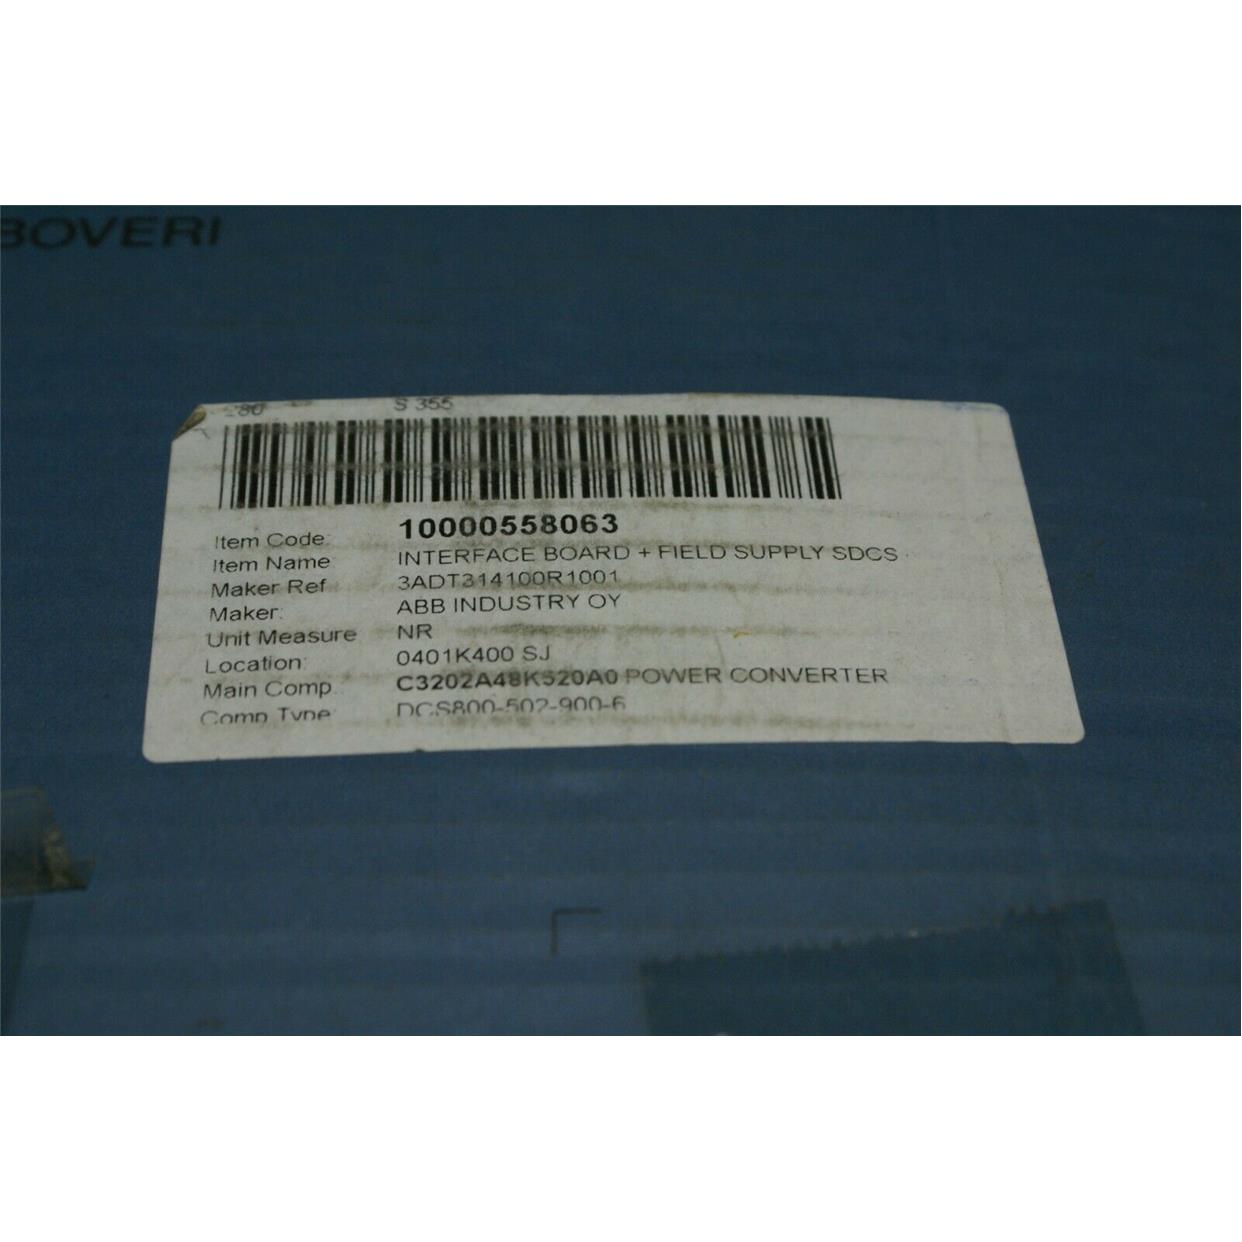 BOVERI
80 S 355
Item Code: 10000558063
Item Name INTERFACE BOARD + FIELD SUPPLY SDCS
Maker Ref 3ADT314100R1001
Maker: ABB INDUSTRY OY
Unit Measure NR
Location: 0401K400 SJ
Main Comp C3202A48K520A0 POWER CONVERTER
Comp Type DCS800-502-900-6